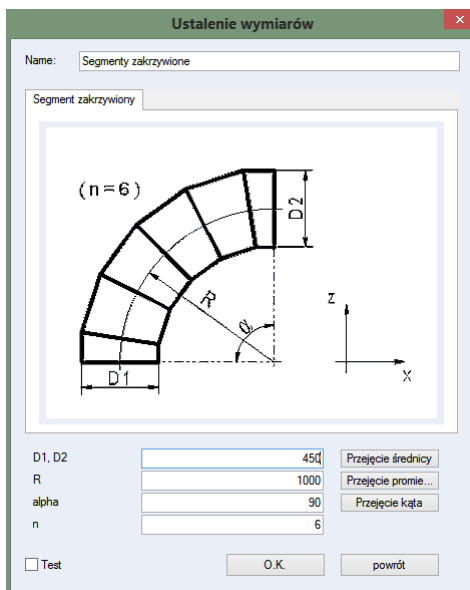 Ustalenie wymiarów
Name: Segmenty zakrzywione
Segment zakrzywiony
(n=6)
D2
R
α
z
x
D1
D1, D2 450 Przejęcie średnicy
R 1000 Przejęcie promie...
alpha 90 Przejęcie kąta
n 6
Test O.K. powrót